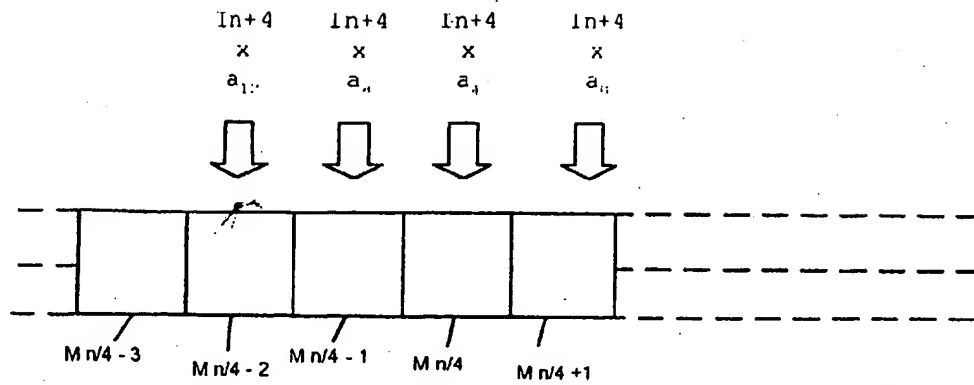 In+4 In+4 In+4 In+4
x x x x
a a a a
M n/4 - 3 M n/4 - 2 M n/4 - 1 M n/4 M n/4 +1